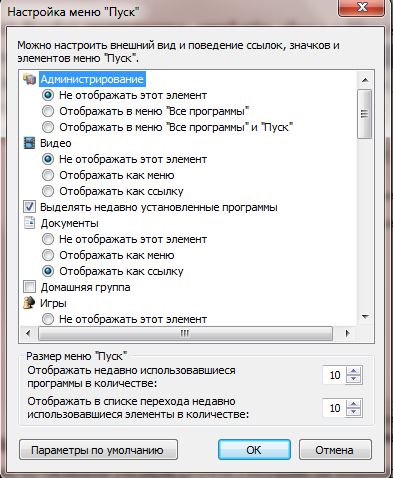 Настройка меню "Пуск"
Можно настроить внешний вид и поведение ссылок, значков и
элементов меню "Пуск".
Администрирование
Не отображать этот элемент
Отображать в меню "Все программы"
Отображать в меню "Все программы" и "Пуск"
Видео
Не отображать этот элемент
Отображать как меню
Отображать как ссылку
Выделять недавно установленные программы
Документы
Не отображать этот элемент
Отображать как меню
Отображать как ссылку
Домашняя группа
Игры
Не отображать этот элемент
Размер меню "Пуск"
Отображать недавно использовавшиеся
программы в количестве:
10
Отображать в списке перехода недавно
использовавшиеся элементы в количестве:
10
Параметры по умолчанию
ОК
Отмена